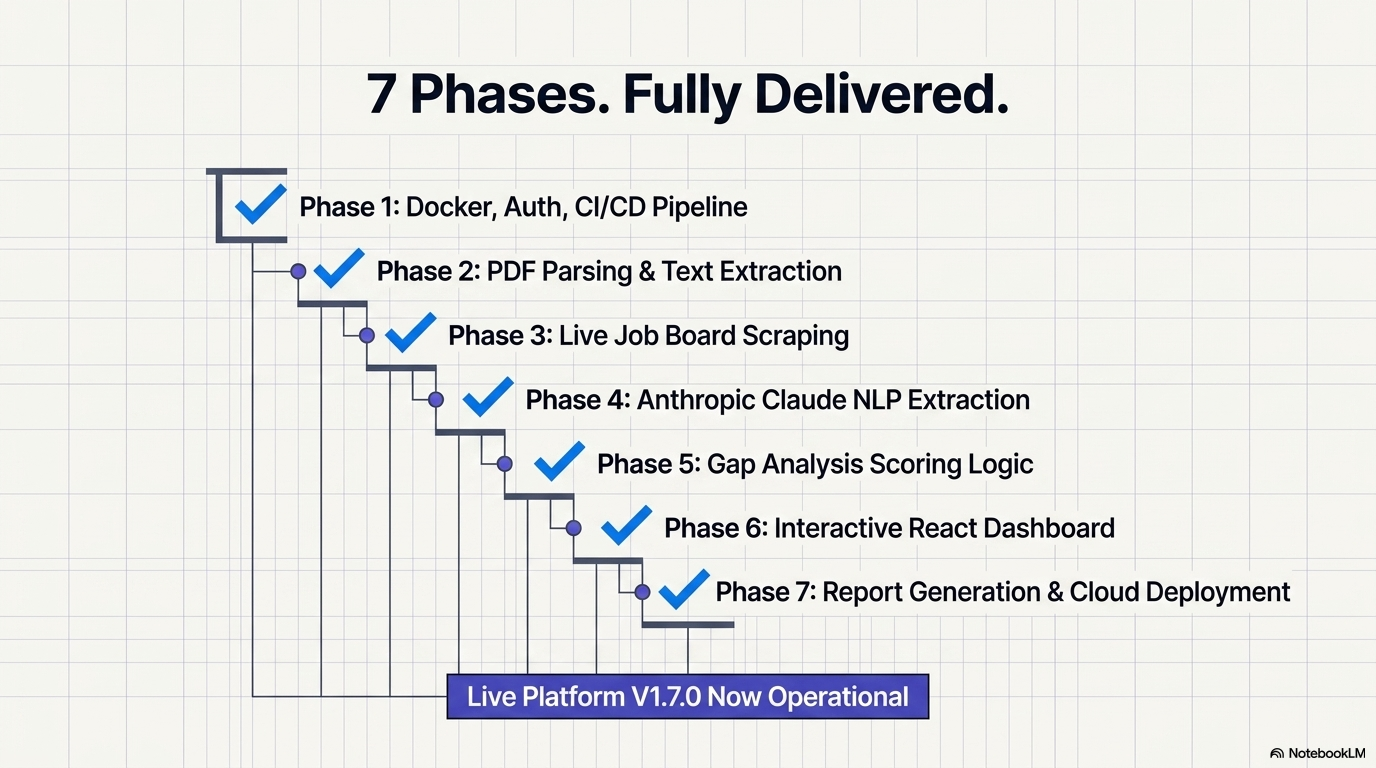 7 Phases. Fully Delivered.
Phase 1: Docker, Auth, CI/CD Pipeline
Phase 2: PDF Parsing & Text Extraction
Phase 3: Live Job Board Scraping
Phase 4: Anthropic Claude NLP Extraction
Phase 5: Gap Analysis Scoring Logic
Phase 6: Interactive React Dashboard
Phase 7: Report Generation & Cloud Deployment
Live Platform V1.7.0 Now Operational
NotebookLM